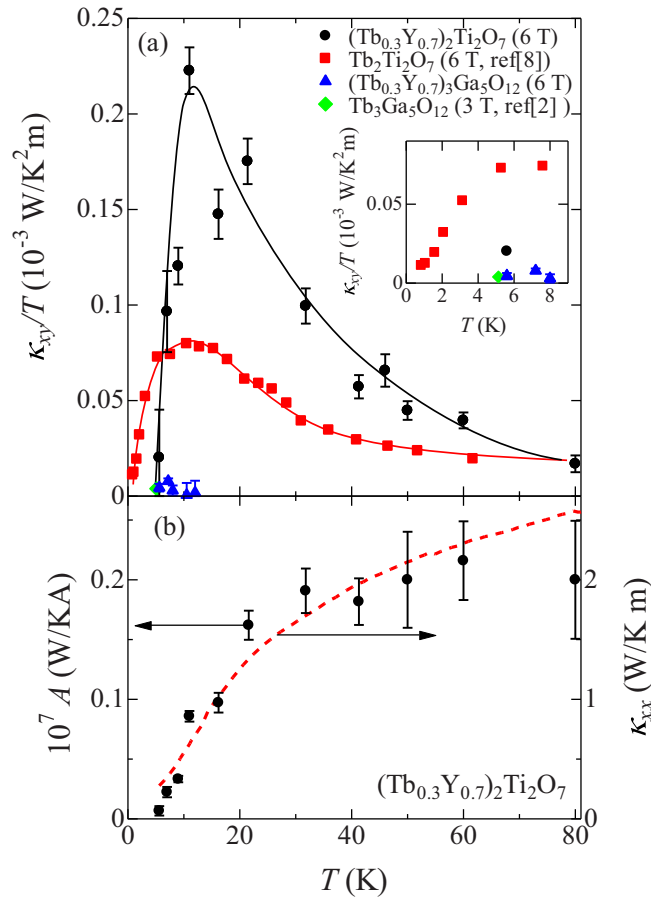 (a)
(Tb0.3Y0.7)2Ti2O7 (6 T)
Tb2Ti2O7 (6 T, ref[8])
(Tb0.3Y0.7)3Ga5O12 (6 T)
Tb3Ga5O12 (3 T, ref[2] )
0.25
0.2
0.15
0.1
0.05
0
κxy/T (10-3 W/K2m)
0.05
0
κxy/T (10-3 W/K2m)
0 2 4 6 8
T (K)
(b)
0.2
0.1
0
10^7 A (W/KA)
2
1
0
κxx (W/K m)
(Tb0.3Y0.7)2Ti2O7
0 20 40 60 80
T (K)